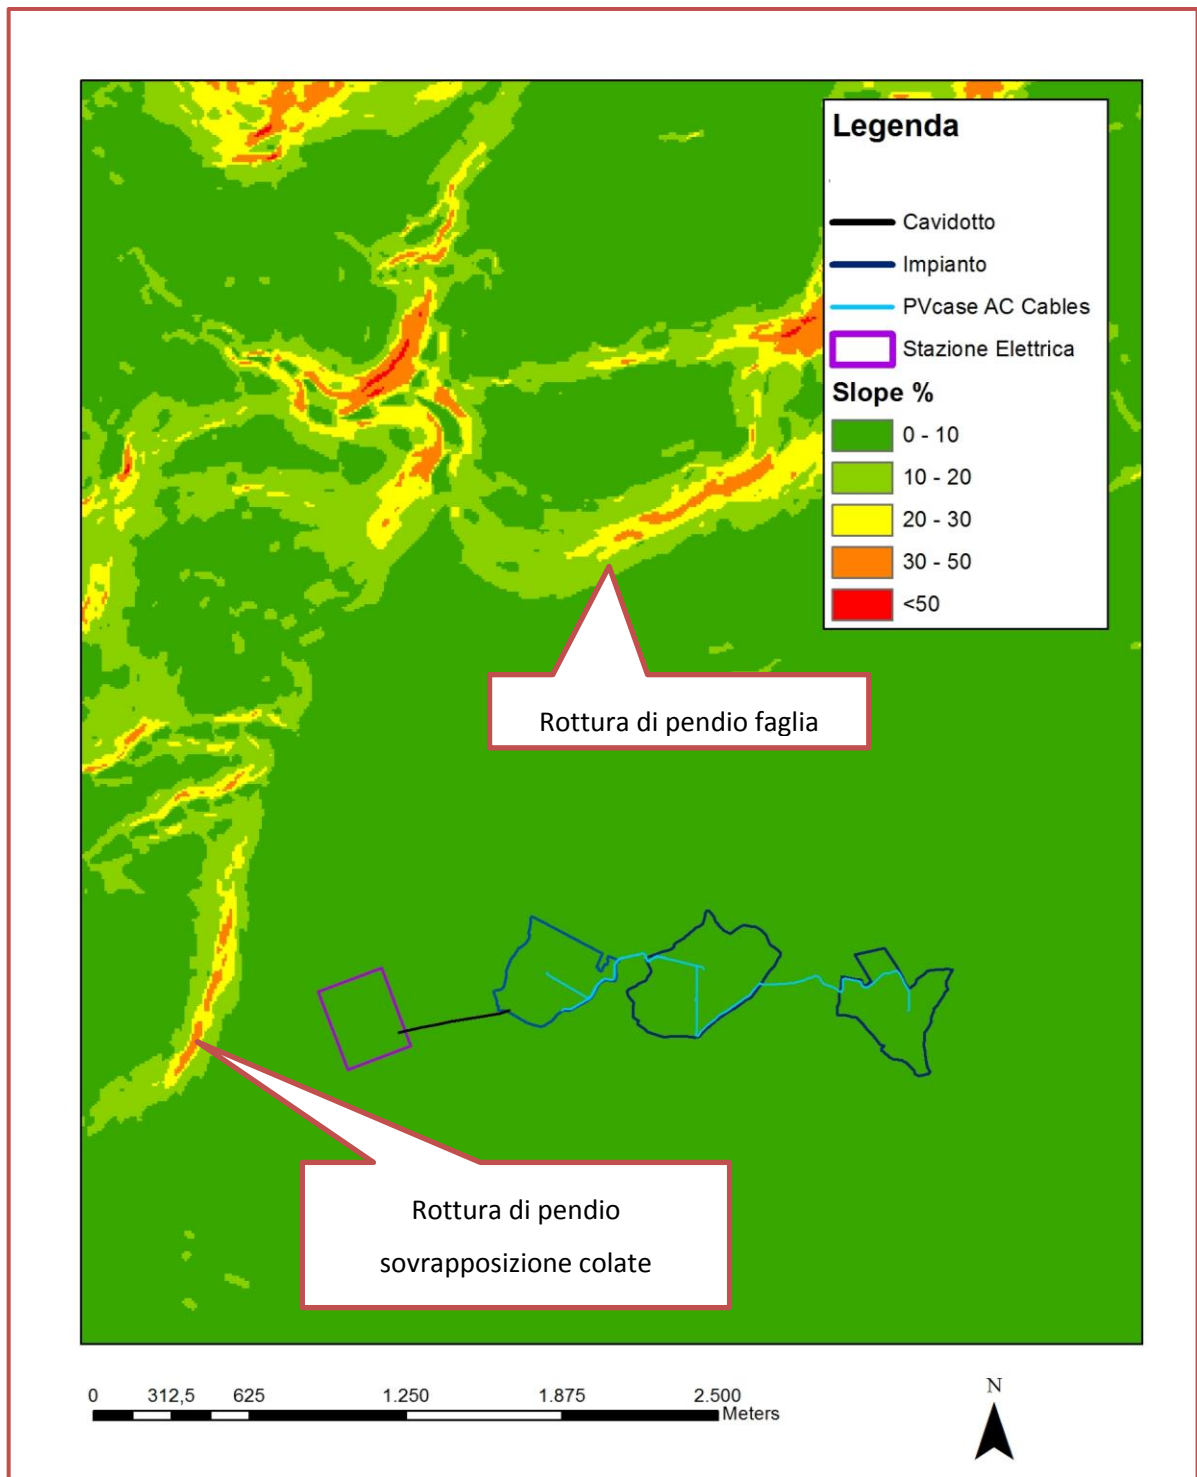 Legenda
Cavidotto
Impianto
PVcase AC Cables
Stazione Elettrica
Slope %
0 - 10
10 - 20
20 - 30
30 - 50
<50
Rottura di pendio faglia
Rottura di pendio
sovrapposizione colate
0 312,5 625 1.250 1.875 2.500
Meters
N